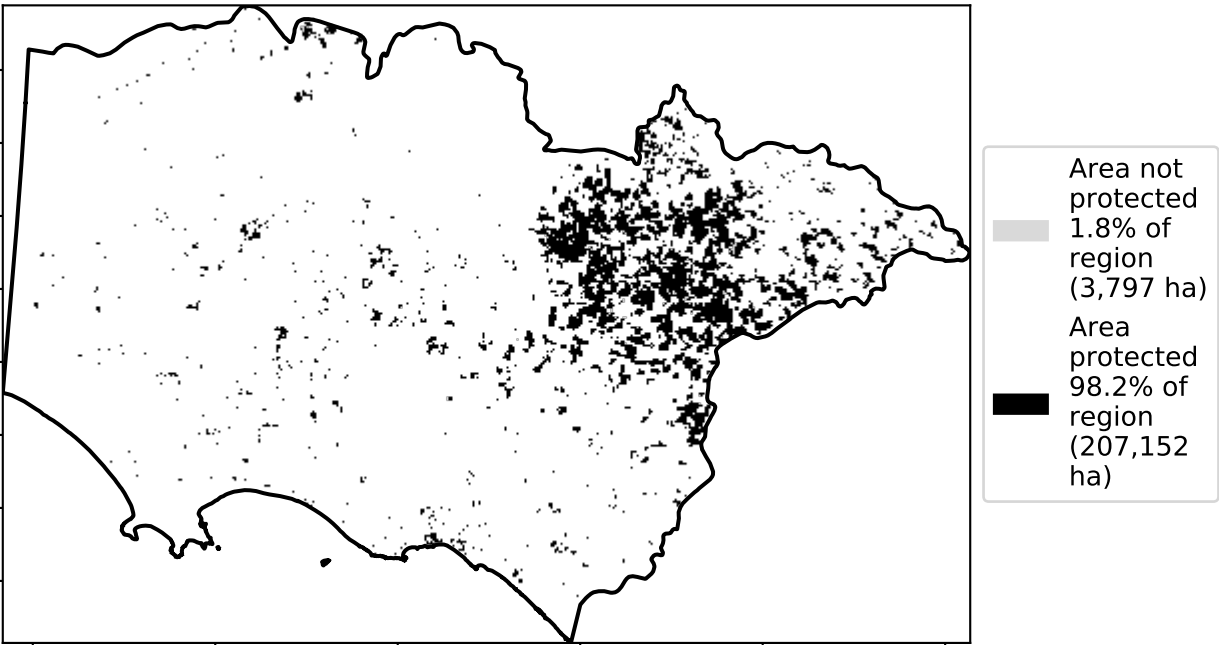 Area not
protected
1.8% of
region
(3,797 ha)
Area
protected
98.2% of
region
(207,152
ha)